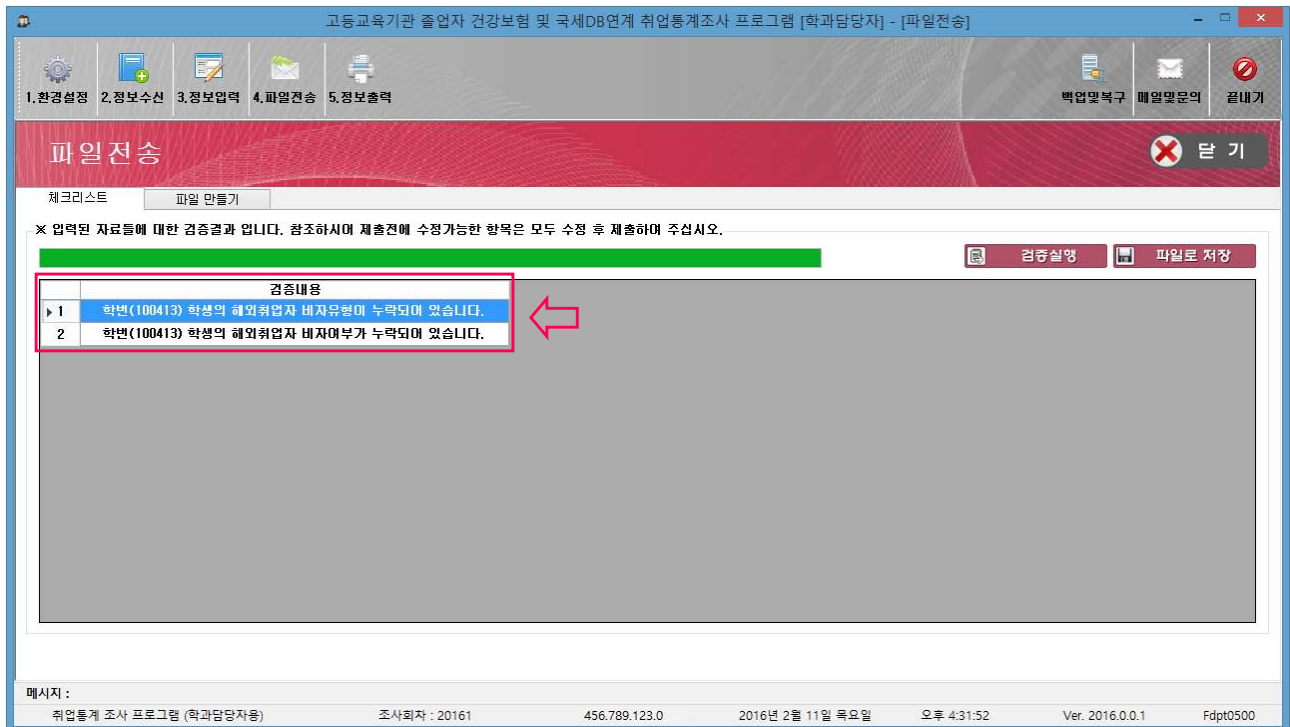 고등교육기관 졸업자 건강보험 및 국세DB연계 취업통계조사 프로그램 [학과담당자] - [파일전송]
1.환경설정 2.정보수신 3.정보입력 4.파일전송 5.정보출력 백업및복구 메일및문의 끝내기
파일전송 닫 기
체크리스트 파일 만들기
※ 입력된 자료들에 대한 검증결과 입니다. 참조하시여 제출전에 수정가능한 항목은 모두 수정 후 제출하여 주십시오.
검증실행 파일로 저장
검증내용
1 학번(100413) 학생의 해외취업자 비자유형이 누락되여 있습니다.
2 학번(100413) 학생의 해외취업자 비자여부가 누락되여 있습니다.
메시지 :
취업통계 조사 프로그램 (학과담당자용) 조사회차 : 20161 456.789.123.0 2016년 2월 11일 목요일 오후 4:31:52 Ver. 2016.0.0.1 Fdpt0500